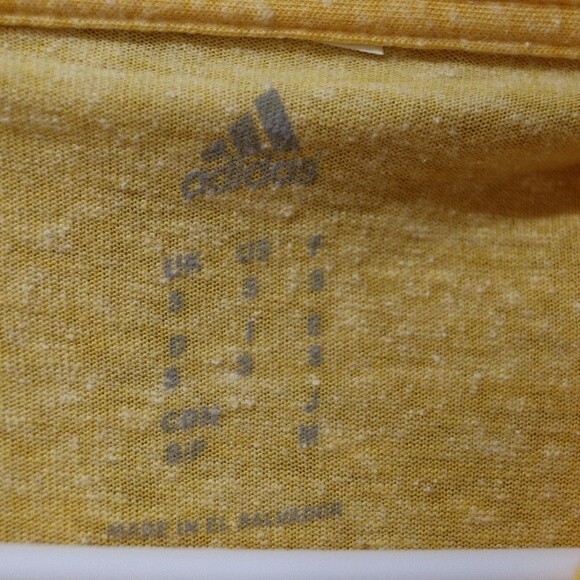 adidas
UK US F
S S S
D I E
S S S
J
M
MADE IN EL SALVADOR